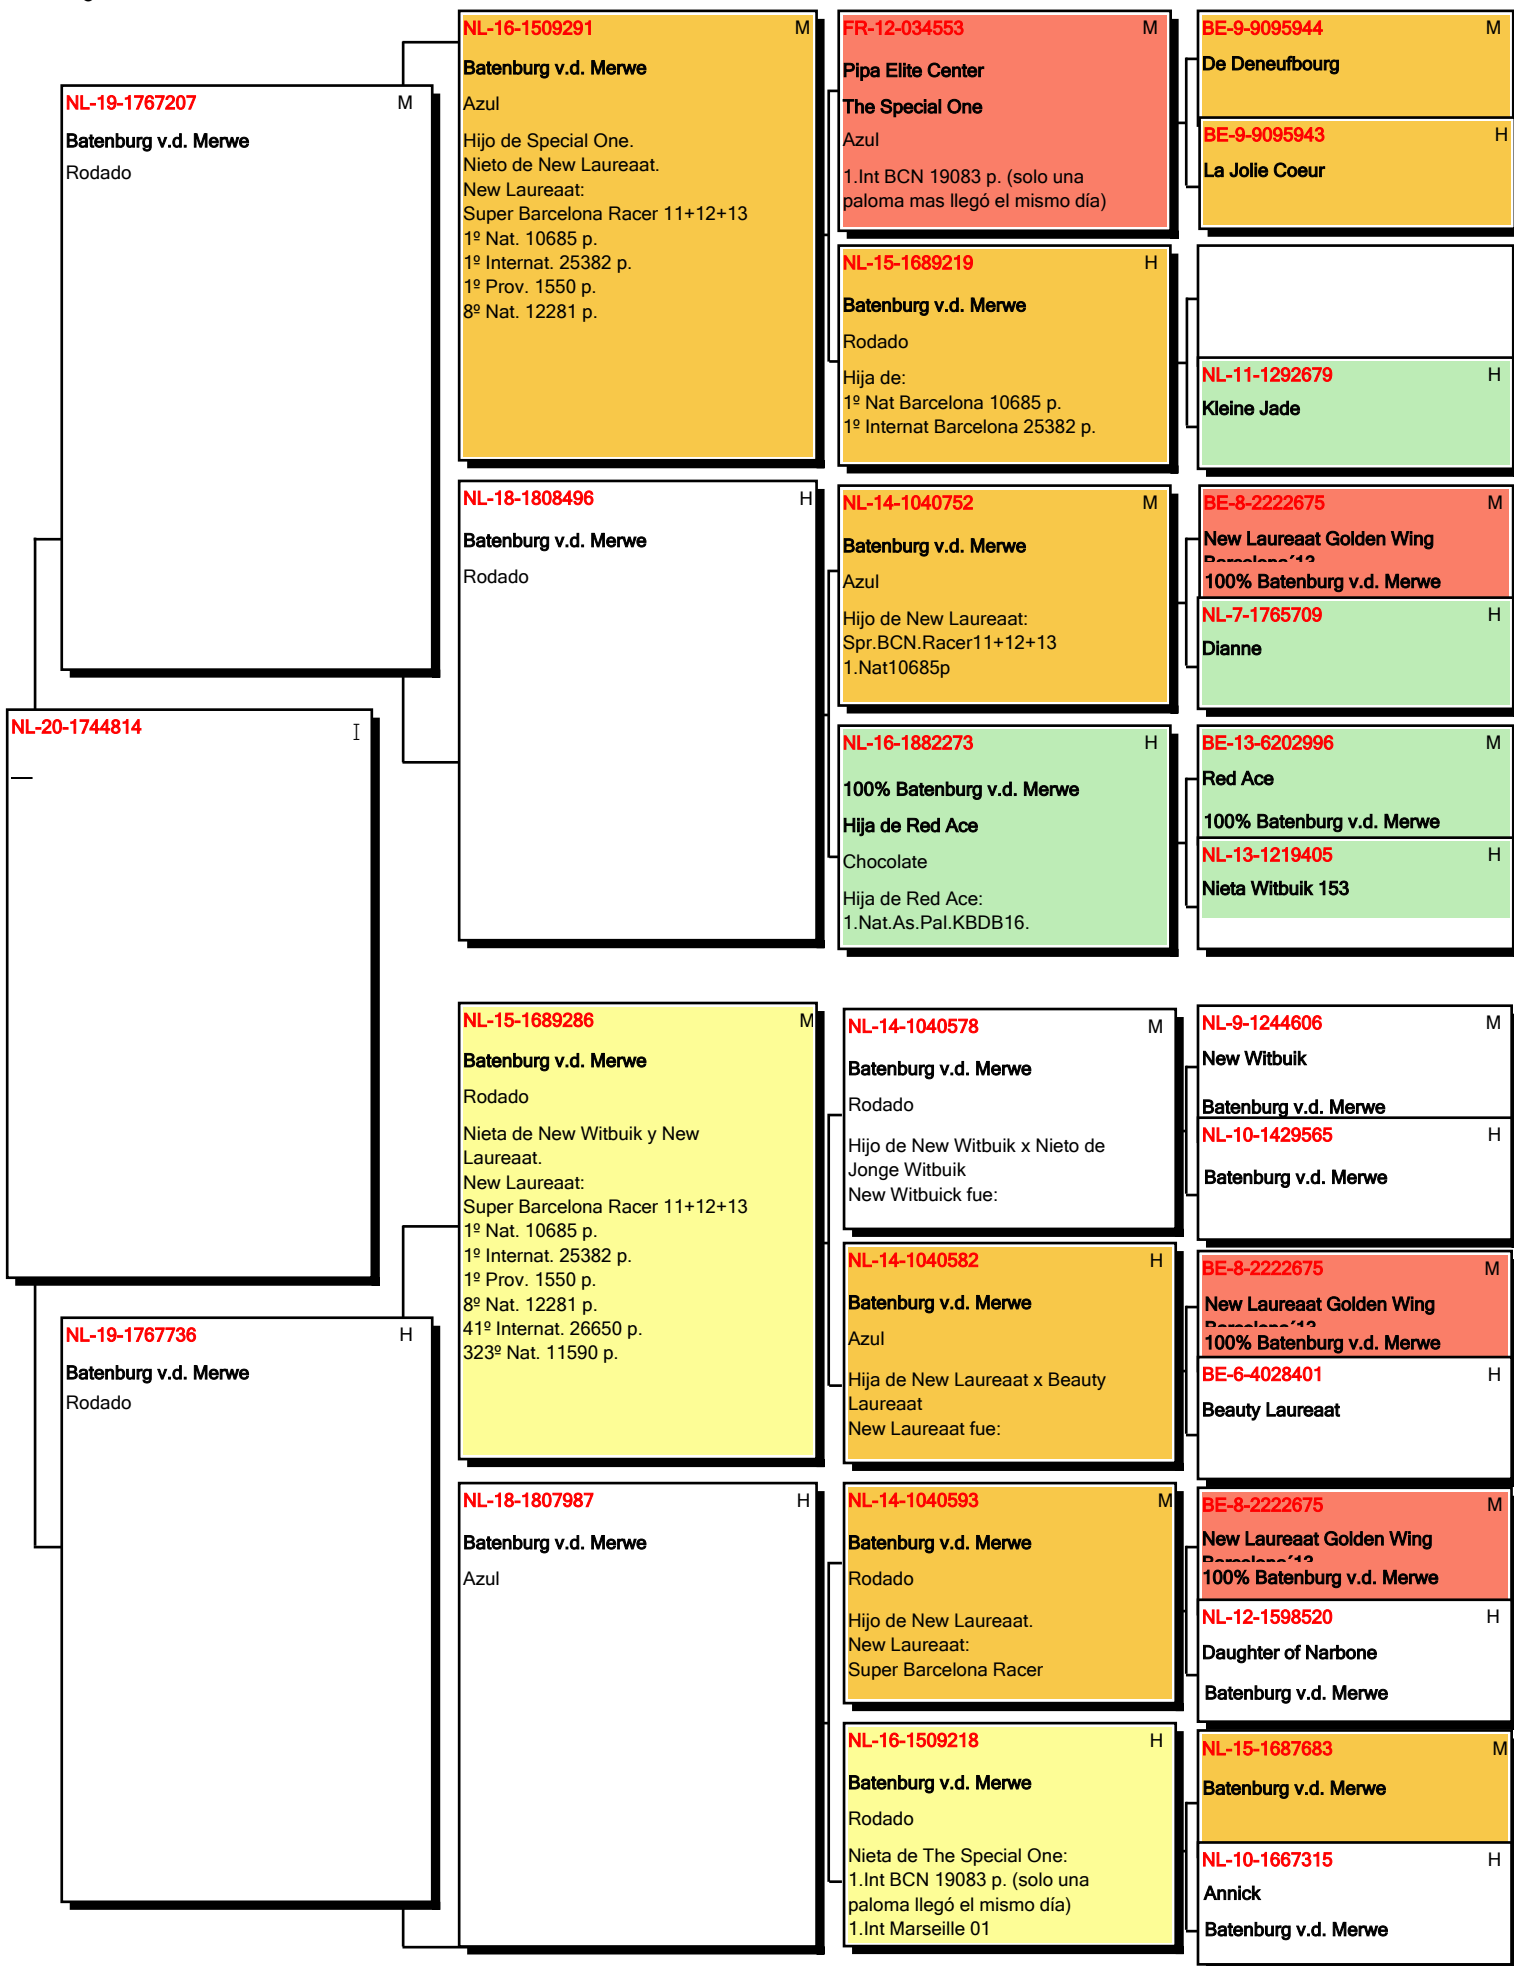 NL-20-1744814 I
NL-19-1767207 M
Batenburg v.d. Merwe
Rodado
NL-19-1767736 H
Batenburg v.d. Merwe
Rodado
NL-16-1509291 M
Batenburg v.d. Merwe
Azul
Hijo de Special One.
Nieto de New Laureaat.
New Laureaat:
Super Barcelona Racer 11+12+13
1º Nat. 10685 p.
1º Internat. 25382 p.
1º Prov. 1550 p.
8º Nat. 12281 p.
NL-18-1808496 H
Batenburg v.d. Merwe
Rodado
NL-15-1689286 M
Batenburg v.d. Merwe
Rodado
Nieta de New Witbuik y New
Laureaat.
New Laureaat:
Super Barcelona Racer 11+12+13
1º Nat. 10685 p.
1º Internat. 25382 p.
1º Prov. 1550 p.
8º Nat. 12281 p.
41º Internat. 26650 p.
323º Nat. 11590 p.
NL-18-1807987 H
Batenburg v.d. Merwe
Azul
FR-12-034553 M
Pipa Elite Center
The Special One
Azul
1.Int BCN 19083 p. (solo una
paloma mas llegó el mismo día)
NL-15-1689219 H
Batenburg v.d. Merwe
Rodado
Hija de:
1º Nat Barcelona 10685 p.
1º Internat Barcelona 25382 p.
NL-14-1040752 M
Batenburg v.d. Merwe
Azul
Hijo de New Laureaat:
Spr.BCN.Racer11+12+13
1.Nat10685p
NL-16-1882273 H
100% Batenburg v.d. Merwe
Hija de Red Ace
Chocolate
Hija de Red Ace:
1.Nat.As.Pal.KBDB16.
NL-14-1040578 M
Batenburg v.d. Merwe
Rodado
Hijo de New Witbuik x Nieto de
Jonge Witbuik
New Witbuick fue:
NL-14-1040582 H
Batenburg v.d. Merwe
Azul
Hija de New Laureaat x Beauty
Laureaat
New Laureaat fue:
NL-14-1040593 M
Batenburg v.d. Merwe
Rodado
Hijo de New Laureaat.
New Laureaat:
Super Barcelona Racer
NL-16-1509218 H
Batenburg v.d. Merwe
Rodado
Nieta de The Special One:
1.Int BCN 19083 p. (solo una
paloma llegó el mismo día)
1.Int Marseille 01
BE-9-9095944 M
De Deneufbourg
BE-9-9095943 H
La Jolie Coeur
NL-11-1292679 H
Kleine Jade
BE-8-2222675 M
New Laureaat Golden Wing
Barcelona´13
100% Batenburg v.d. Merwe
NL-7-1765709 H
Dianne
BE-13-6202996 M
Red Ace
100% Batenburg v.d. Merwe
NL-13-1219405 H
Nieta Witbuik 153
NL-9-1244606 M
New Witbuik
Batenburg v.d. Merwe
NL-10-1429565 H
Batenburg v.d. Merwe
BE-8-2222675 M
New Laureaat Golden Wing
Barcelona´13
100% Batenburg v.d. Merwe
BE-6-4028401 H
Beauty Laureaat
BE-8-2222675 M
New Laureaat Golden Wing
Barcelona´13
100% Batenburg v.d. Merwe
NL-12-1598520 H
Daughter of Narbone
Batenburg v.d. Merwe
NL-15-1687683 M
Batenburg v.d. Merwe
NL-10-1667315 H
Annick
Batenburg v.d. Merwe